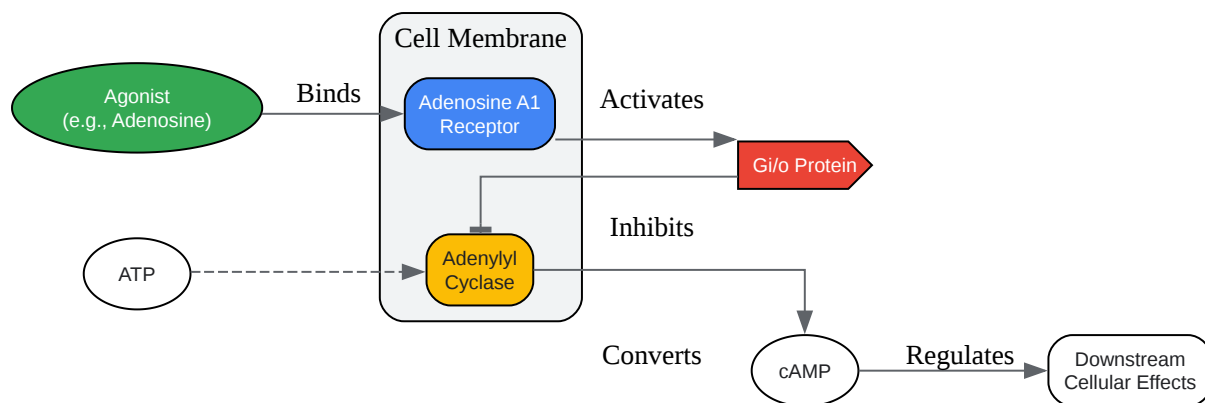 Cell Membrane
Agonist
(e.g., Adenosine)
Binds
Adenosine A1
Receptor
Activates
Gi/o Protein
Inhibits
ATP
Adenylyl
Cyclase
Converts
cAMP
Regulates
Downstream
Cellular Effects